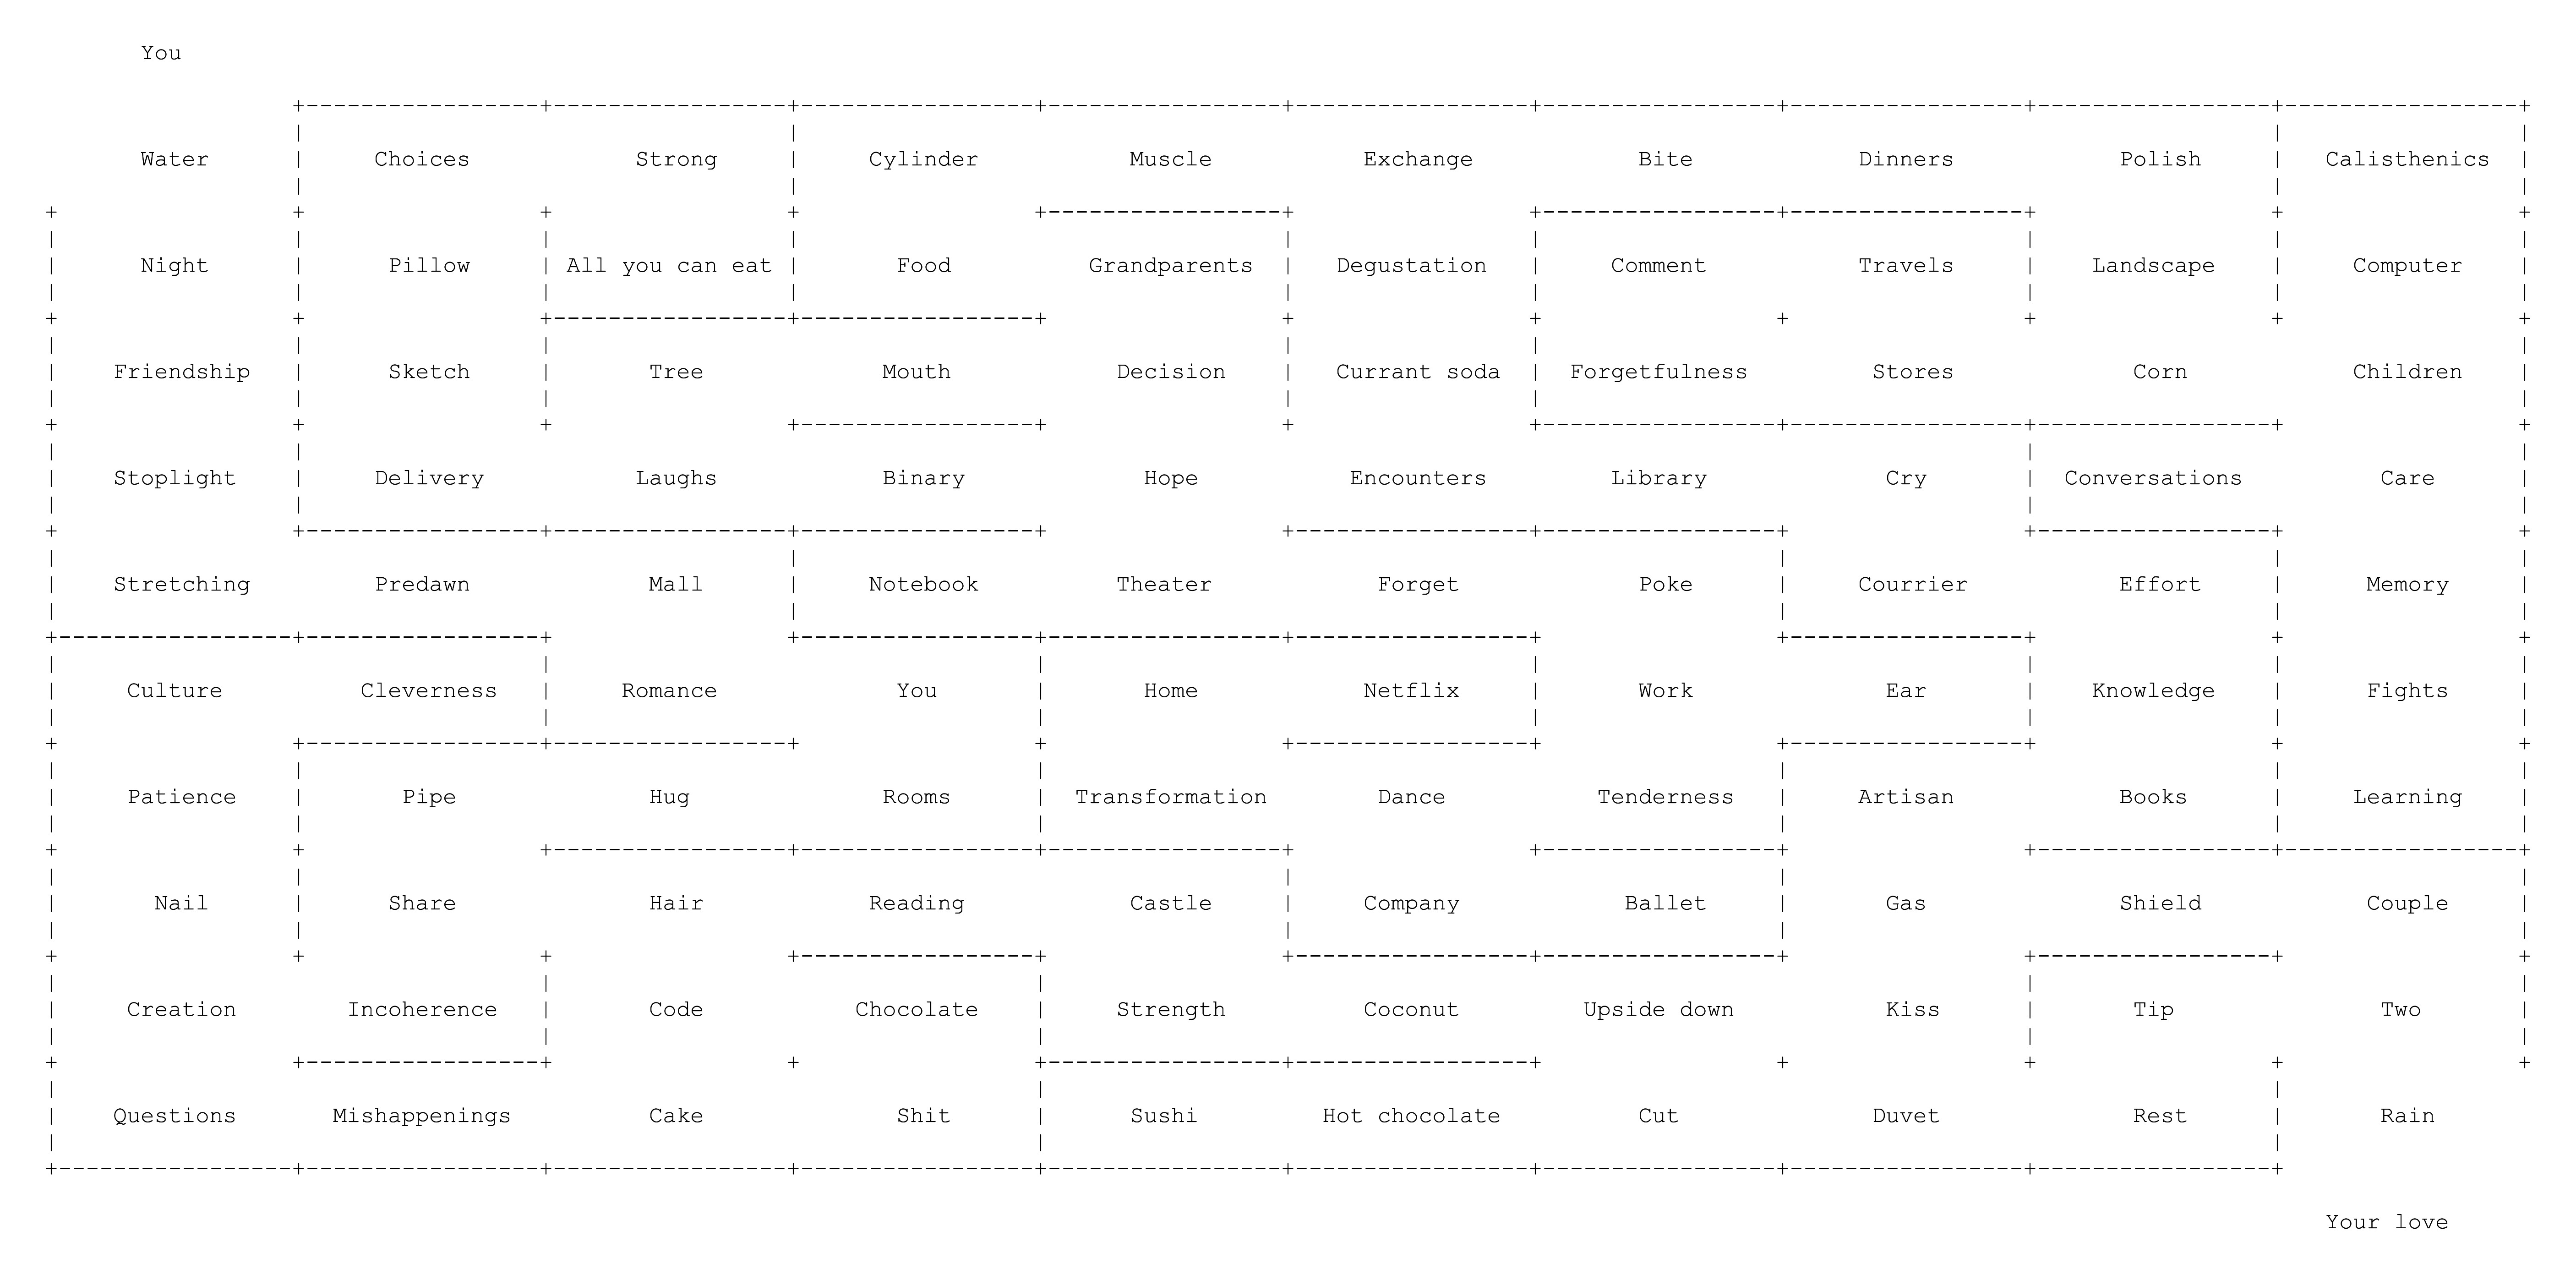 You
Water Choices Strong Cylinder Muscle Exchange Bite Dinners Polish Calisthenics
Night Pillow All you can eat Food Grandparents Degustation Comment Travels Landscape Computer
Friendship Sketch Tree Mouth Decision Currant soda Forgetfulness Stores Corn Children
Stoplight Delivery Laughs Binary Hope Encounters Library Cry Conversations Care
Stretching Predawn Mall Notebook Theater Forget Poke Courrier Effort Memory
Culture Cleverness Romance You Home Netflix Work Ear Knowledge Fights
Patience Pipe Hug Rooms Transformation Dance Tenderness Artisan Books Learning
Nail Share Hair Reading Castle Company Ballet Gas Shield Couple
Creation Incoherence Code Chocolate Strength Coconut Upside down Kiss Tip Two
Questions Mishappenings Cake Shit Sushi Hot chocolate Cut Duvet Rest Rain
Your love